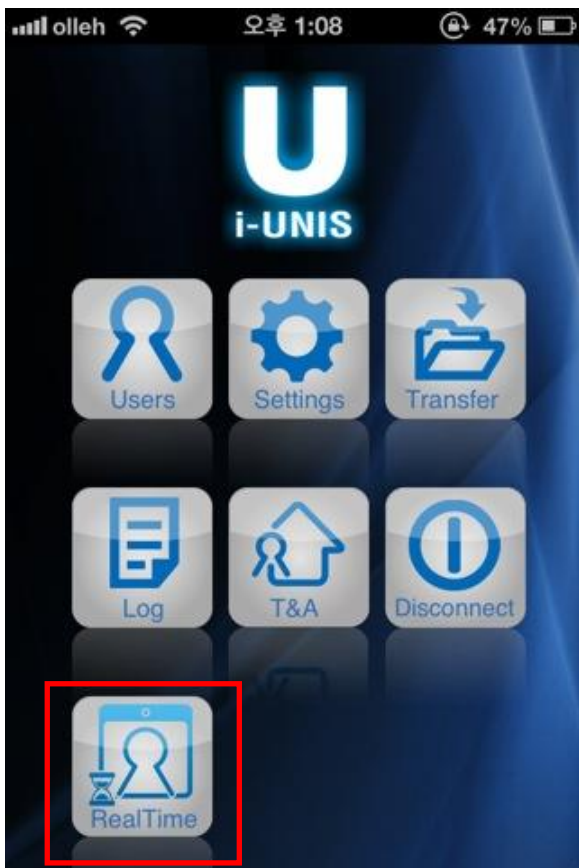 olleh 오후 1:08 47%
U
i-UNIS
Users Settings Transfer
Log T&A Disconnect
RealTime